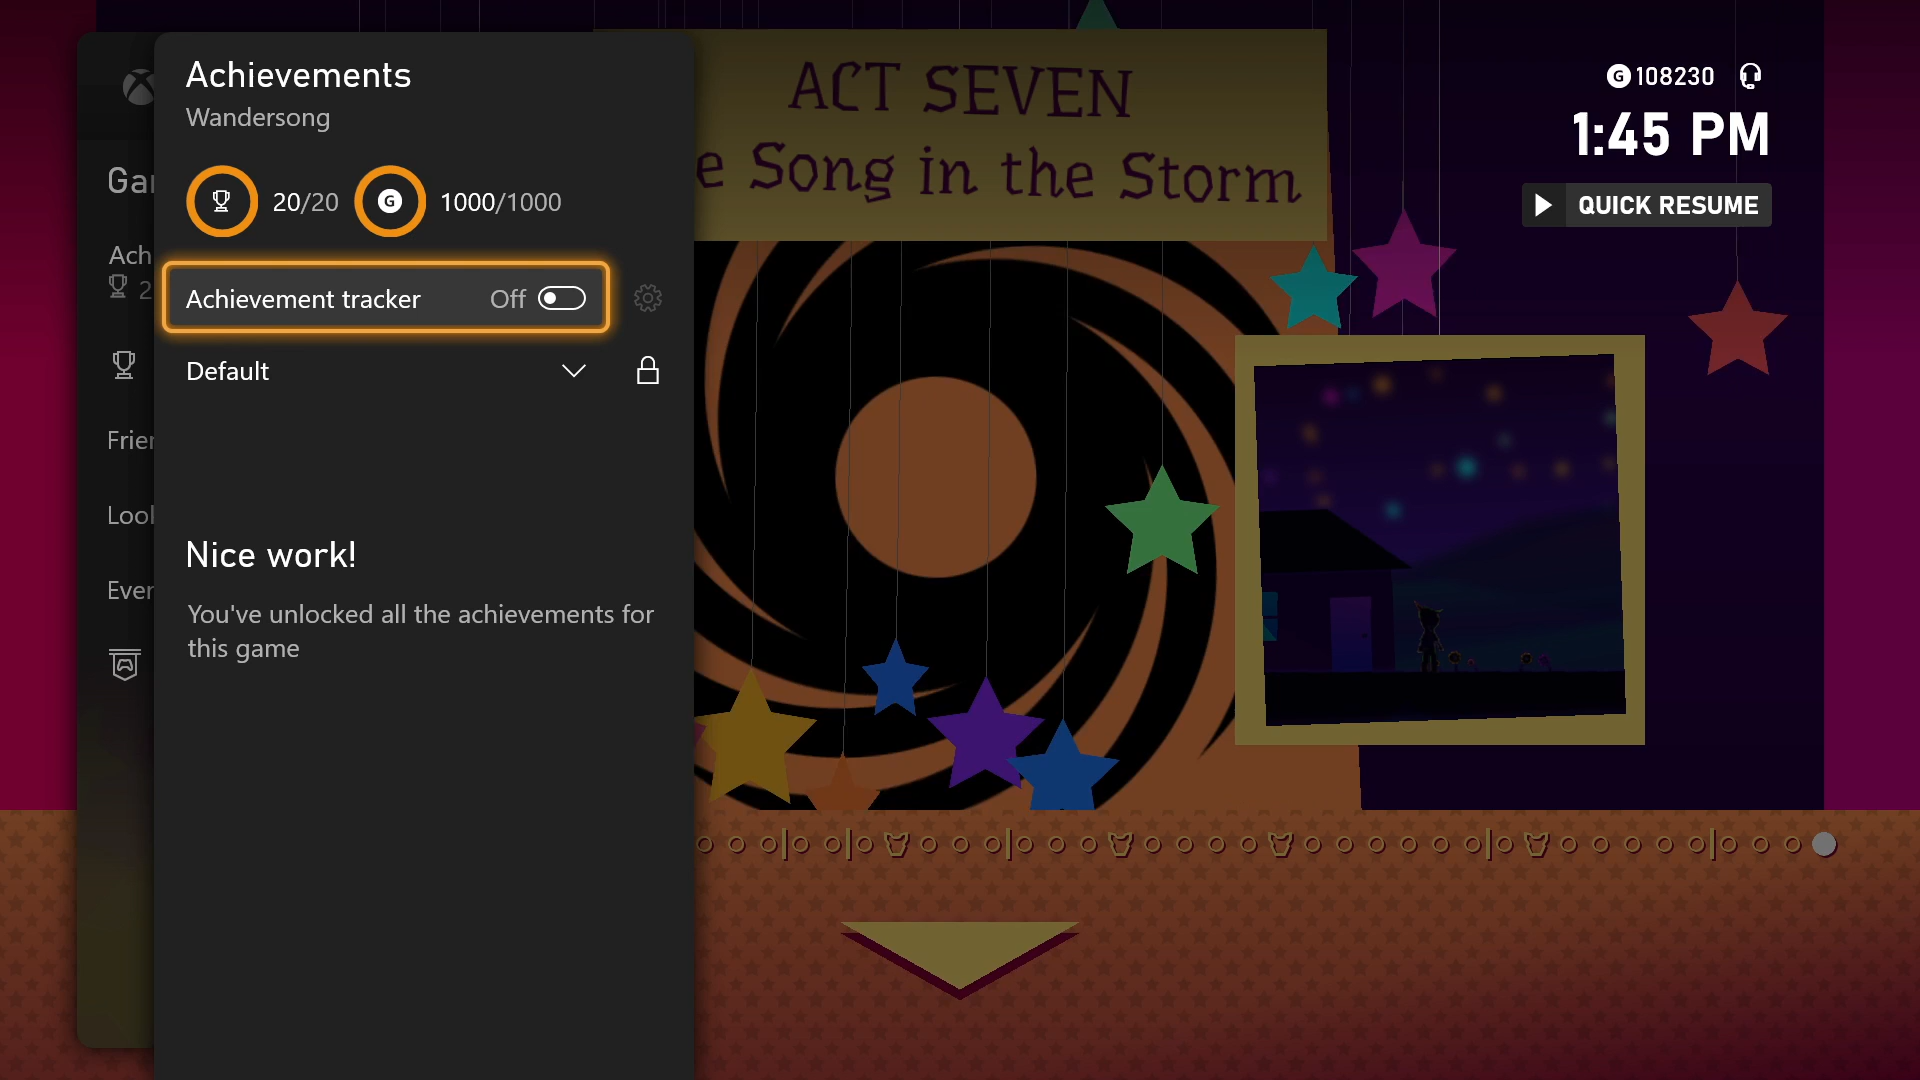 Achievements
Wandersong
20/20
G
1000/1000
Achievement tracker Off
Default
Nice work!
You've unlocked all the achievements for
this game
ACT SEVEN
Song in the Storm
G 108230
1:45 PM
QUICK RESUME